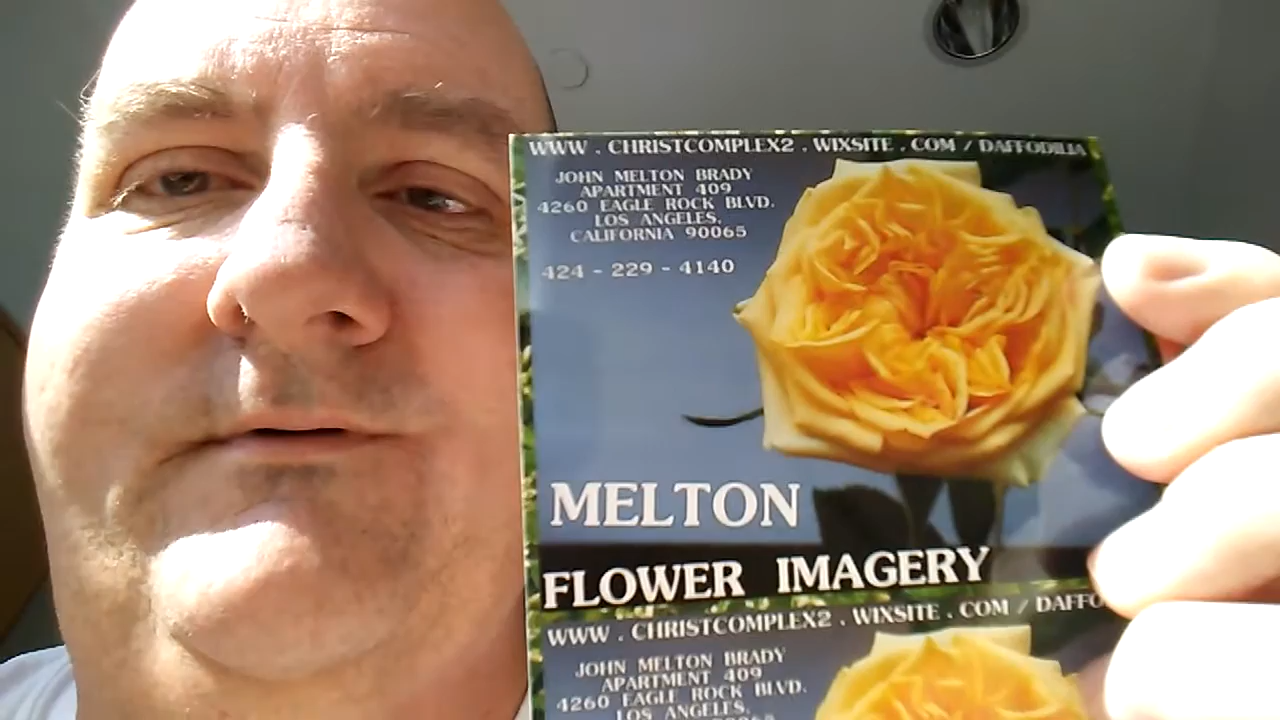 WWW . CHRISTCOMPLEX2 . WIXSITE . COM / DAFFODILIA
JOHN MELTON BRADY
APARTMENT 409
4260 EAGLE ROCK BLVD.
LOS ANGELES,
CALIFORNIA 90065
424 - 229 - 4140
MELTON
FLOWER IMAGERY
WWW . CHRISTCOMPLEX2 . WIXSITE . COM / DAFFO
JOHN MELTON BRADY
APARTMENT 409
4260 EAGLE ROCK BLVD.
LOS ANGELES,